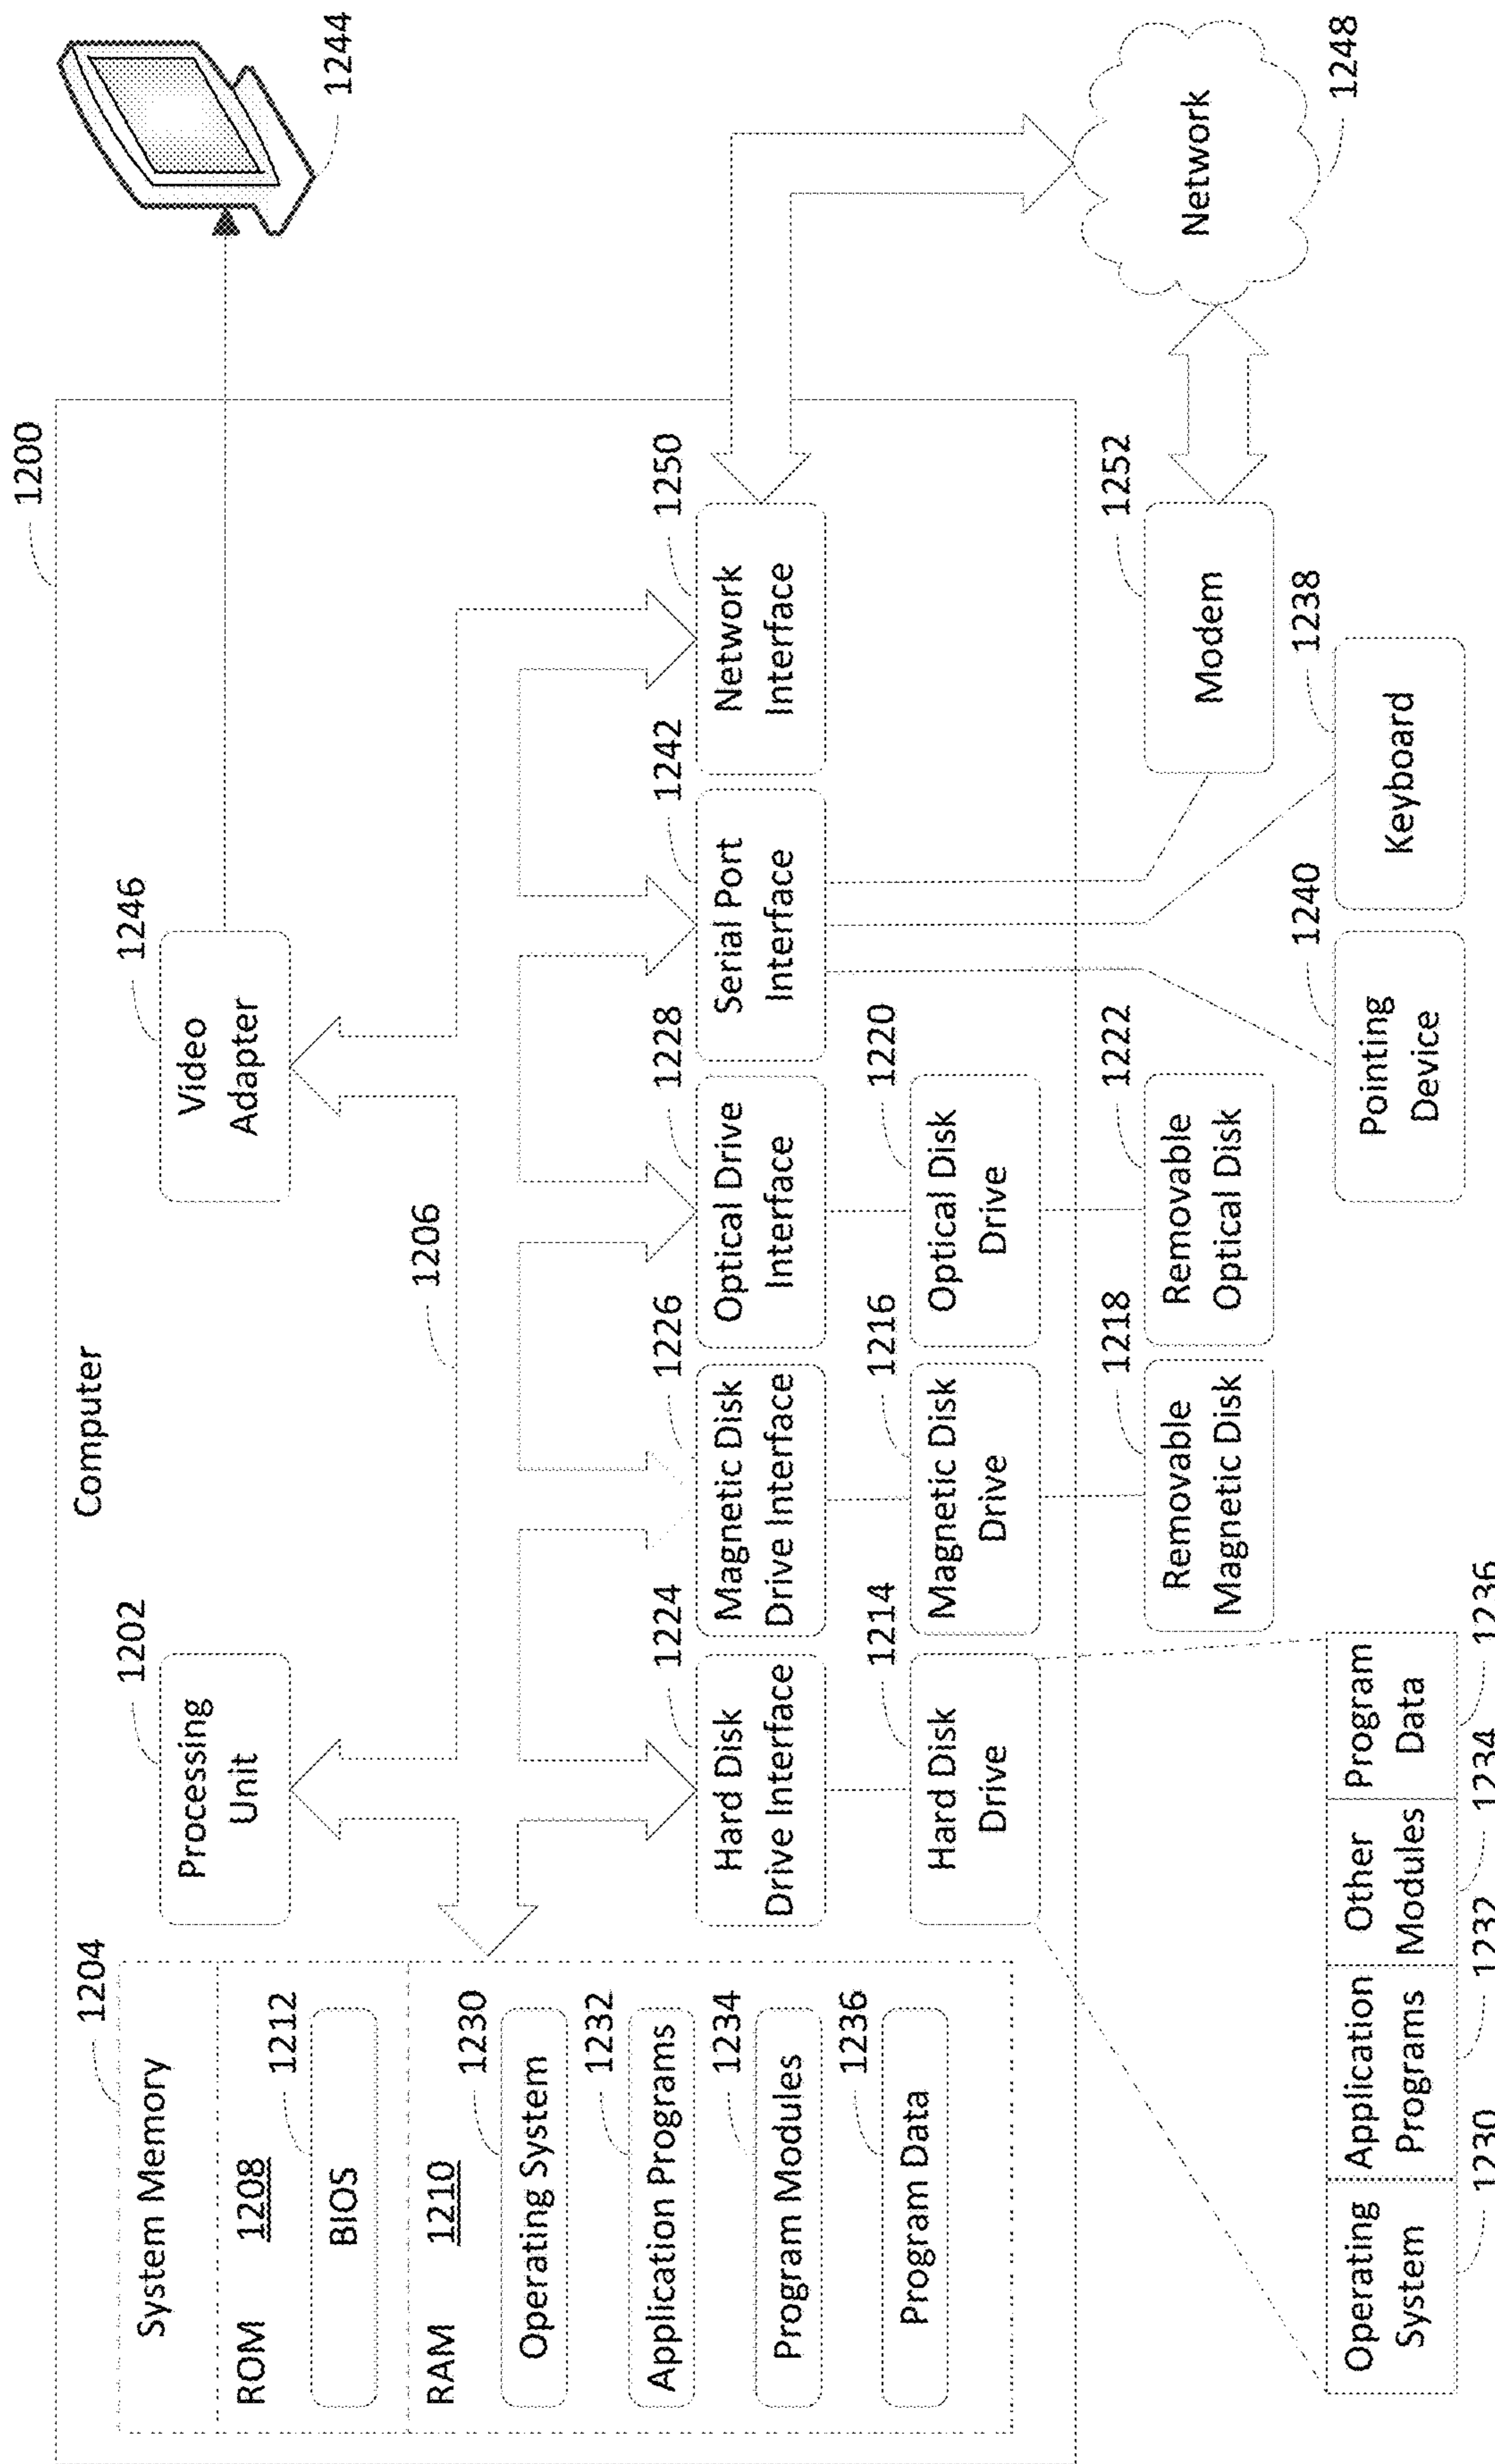 1200
Computer
1204
System Memory
ROM 1208
1212
BIOS
RAM 1210
1230
Operating System
1232
Application Programs
1234
Program Modules
1236
Program Data
1202
Processing
Unit
1206
1246
Video
Adapter
1244
1224
Hard Disk
Drive Interface
1226
Magnetic Disk
Drive Interface
1228
Optical Drive
Interface
1242
Serial Port
Interface
1250
Network
Interface
1214
Hard Disk
Drive
1216
Magnetic Disk
Drive
1220
Optical Disk
Drive
1218
Removable
Magnetic Disk
1222
Removable
Optical Disk
1252
Modem
Network
1248
1240
Pointing
Device
1238
Keyboard
Operating
System
1230
Application
Programs
1232
Other
Modules
1234
Program
Data
1236